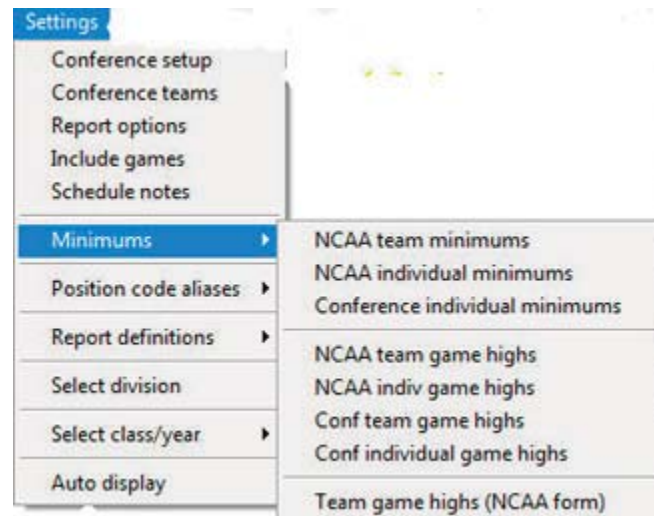 Settings
Conference setup
Conference teams
Report options
Include games
Schedule notes
Minimums
Position code aliases
Report definitions
Select division
Select class/year
Auto display
NCAA team minimums
NCAA individual minimums
Conference individual minimums
NCAA team game highs
NCAA indiv game highs
Conf team game highs
Conf individual game highs
Team game highs (NCAA form)